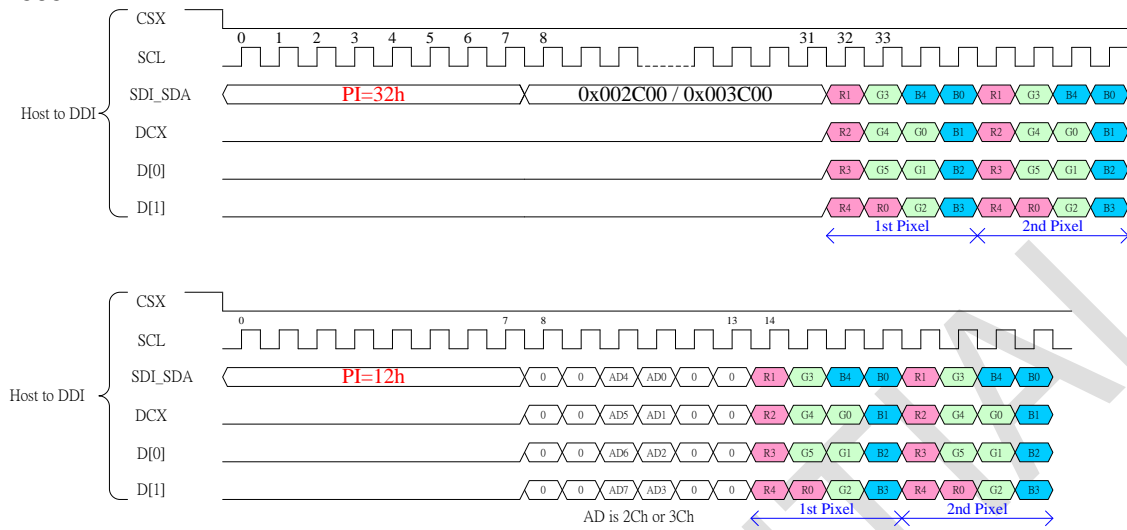 CSX
0 1 2 3 4 5 6 7 8 31 32 33
SCL
SDI_SDA PI=32h 0x002C00 / 0x003C00 R1 G3 B4 B0 R1 G3 B4 B0
Host to DDI
DCX R2 G4 G0 B1 R2 G4 G0 B1
D[0] R3 G5 G1 B2 R3 G5 G1 B2
D[1] R4 R0 G2 B3 R4 R0 G2 B3
1st Pixel 2nd Pixel
CSX
0 7 8 13 14
SCL
SDI_SDA PI=12h 0 0 AD4 AD0 0 0 R1 G3 B4 B0 R1 G3 B4 B0
Host to DDI
DCX 0 0 AD5 AD1 0 0 R2 G4 G0 B1 R2 G4 G0 B1
D[0] 0 0 AD6 AD2 0 0 R3 G5 G1 B2 R3 G5 G1 B2
D[1] 0 0 AD7 AD3 0 0 R4 R0 G2 B3 R4 R0 G2 B3
AD is 2Ch or 3Ch 1st Pixel 2nd Pixel